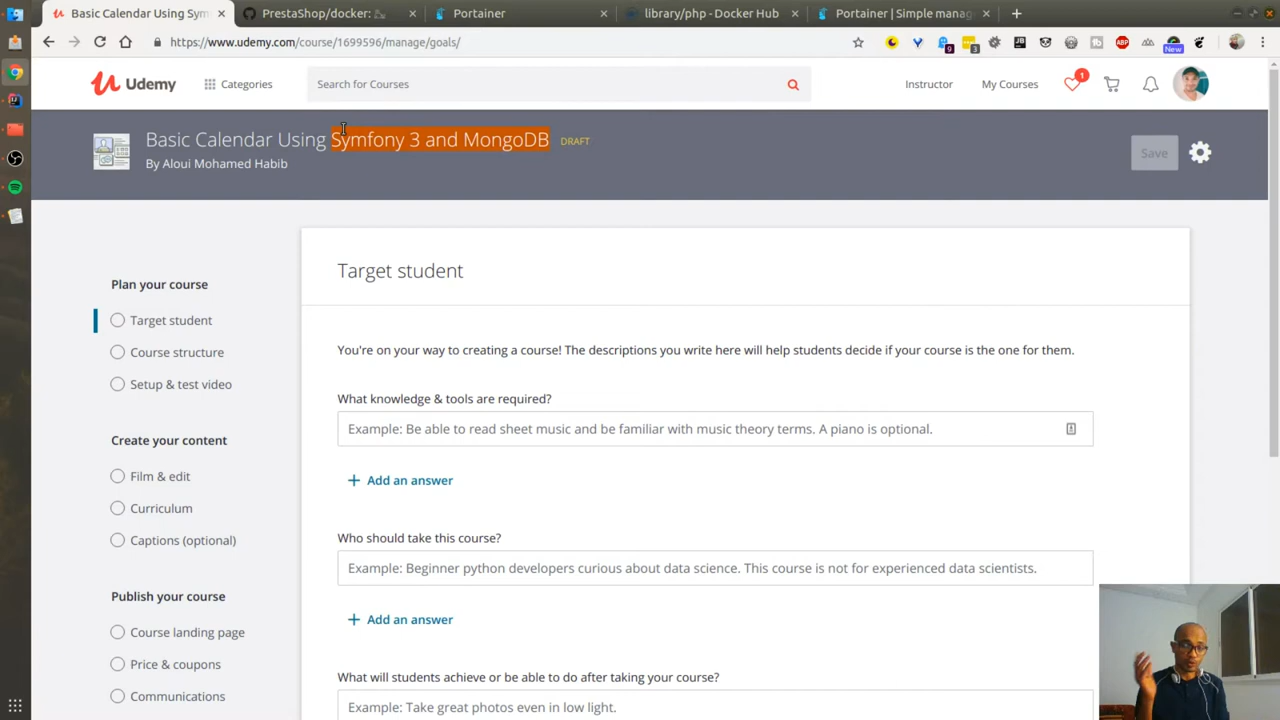 Basic Calendar Using Sym
PrestaShop/docker:
Portainer
library/php - Docker Hub
Portainer | Simple manag
https://www.udemy.com/course/1699596/manage/goals/
9
3
JB
ABP
New
Udemy
Categories
Search for Courses
Instructor
My Courses
1
Basic Calendar Using Symfony 3 and MongoDB DRAFT
By Aloui Mohamed Habib
Save
Plan your course
Target student
Course structure
Setup & test video
Create your content
Film & edit
Curriculum
Captions (optional)
Publish your course
Course landing page
Price & coupons
Communications
Target student
You're on your way to creating a course! The descriptions you write here will help students decide if your course is the one for them.
What knowledge & tools are required?
Example: Be able to read sheet music and be familiar with music theory terms. A piano is optional.
+ Add an answer
Who should take this course?
Example: Beginner python developers curious about data science. This course is not for experienced data scientists.
+ Add an answer
What will students achieve or be able to do after taking your course?
Example: Take great photos even in low light.